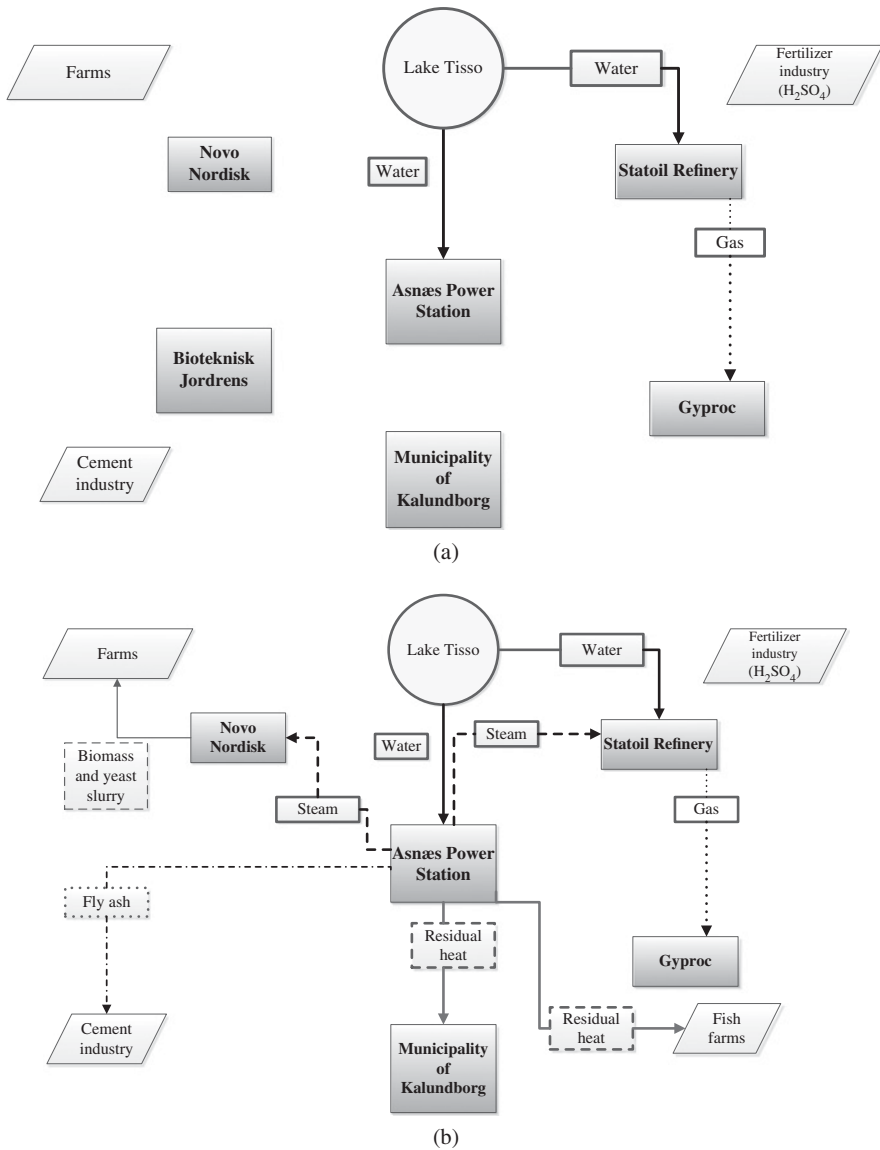 Farms
Lake Tisso
Water
Fertilizer
industry
(H₂SO₄)
Novo
Nordisk
Water
Statoil Refinery
Gas
Asnæs Power
Station
Bioteknisk
Jordrens
Gyproc
Cement
industry
Municipality
of
Kalundborg
(a)
Farms
Lake Tisso
Water
Fertilizer
industry
(H₂SO₄)
Novo
Nordisk
Water
Steam
Statoil Refinery
Biomass
and yeast
slurry
Steam
Gas
Asnæs Power
Station
Fly ash
Residual
heat
Gyproc
Cement
industry
Municipality
of
Kalundborg
Residual
heat
Fish
farms
(b)